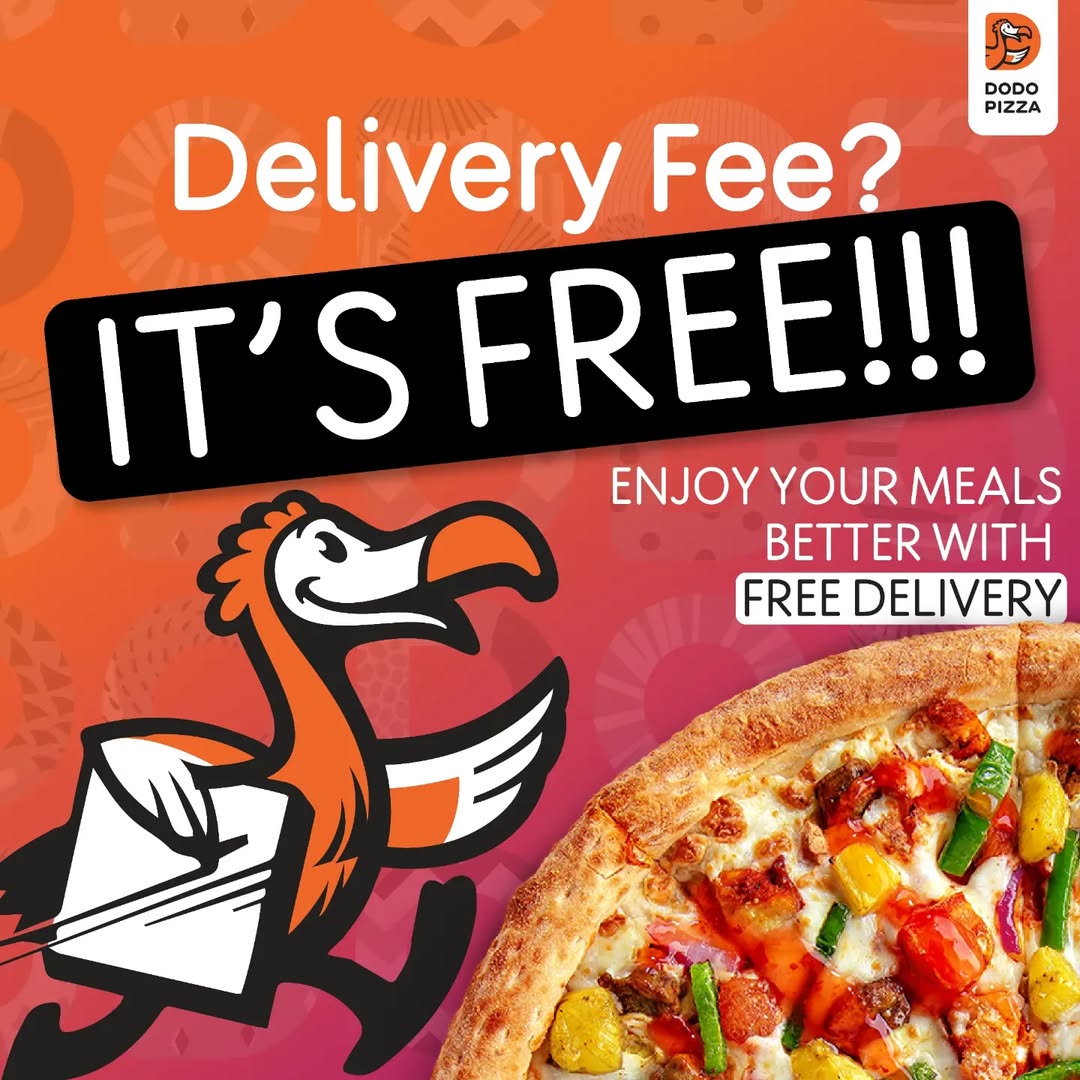 DODO
PIZZA
Delivery Fee?
IT'S FREE!!!
ENJOY YOUR MEALS
BETTER WITH
FREE DELIVERY